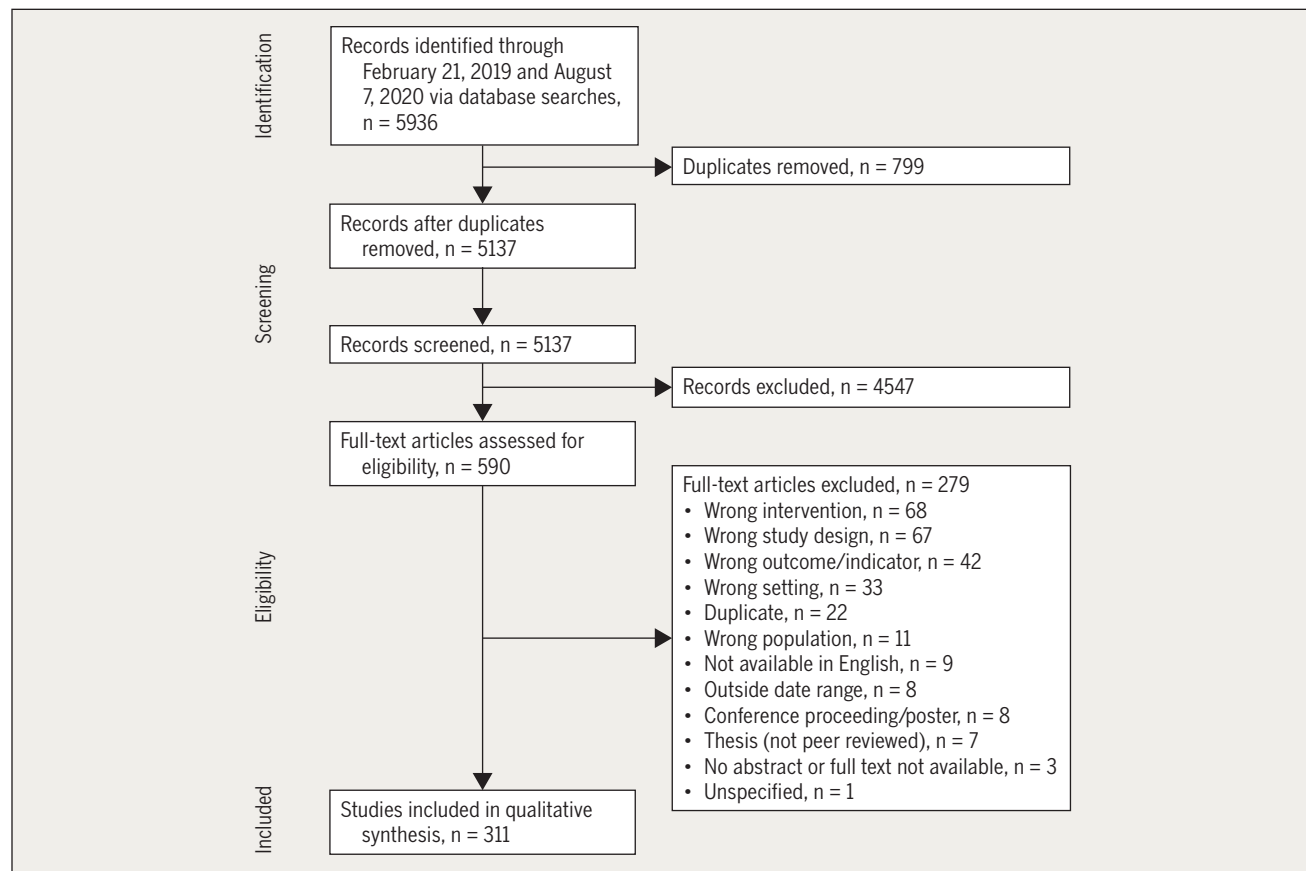 Identification
Records identified through
February 21, 2019 and August
7, 2020 via database searches,
n = 5936
Duplicates removed, n = 799
Screening
Records after duplicates
removed, n = 5137
Records screened, n = 5137
Records excluded, n = 4547
Eligibility
Full-text articles assessed for
eligibility, n = 590
Full-text articles excluded, n = 279
• Wrong intervention, n = 68
• Wrong study design, n = 67
• Wrong outcome/indicator, n = 42
• Wrong setting, n = 33
• Duplicate, n = 22
• Wrong population, n = 11
• Not available in English, n = 9
• Outside date range, n = 8
• Conference proceeding/poster, n = 8
• Thesis (not peer reviewed), n = 7
• No abstract or full text not available, n = 3
• Unspecified, n = 1
Included
Studies included in qualitative
synthesis, n = 311